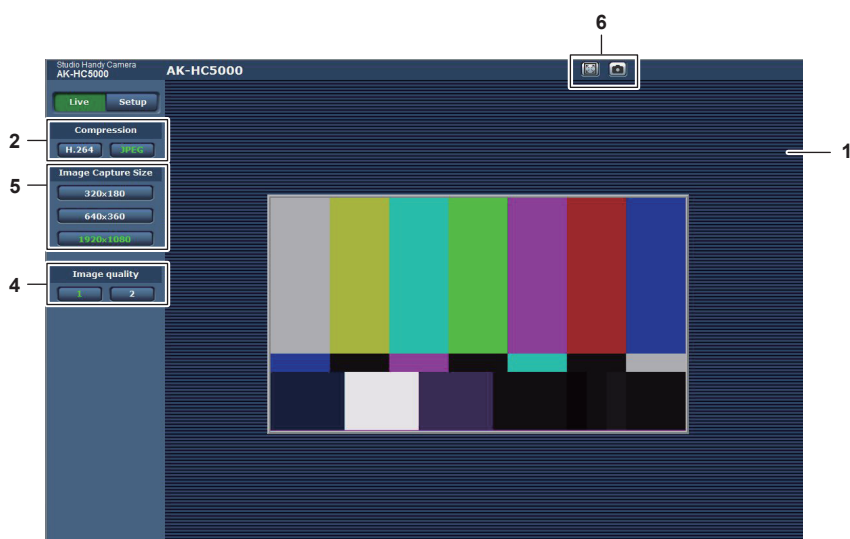 6
Studio Handy Camera
AK-HC5000
AK-HC5000
Live Setup
2
Compression
H.264 JPEG
1
5
Image Capture Size
320x180
640x360
1920x1080
4
Image quality
1 2